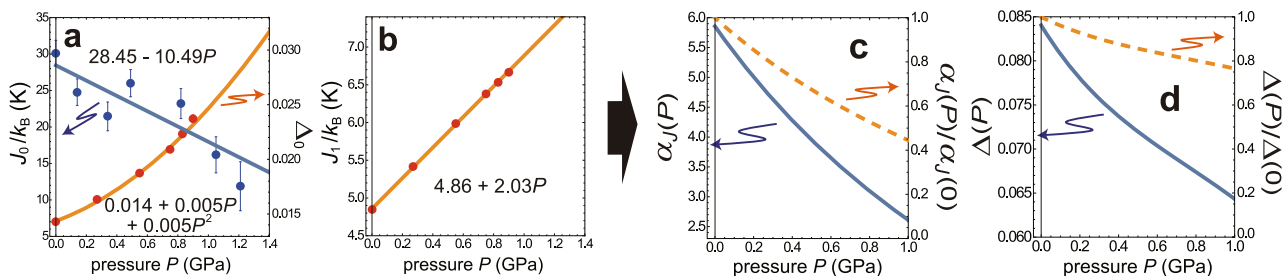 a
28.45 - 10.49P
0.014 + 0.005P
+ 0.005P²
J₀/k_B (K)
35
30
25
20
15
10
5
Δ₀
0.030
0.025
0.020
0.015
0.0 0.2 0.4 0.6 0.8 1.0 1.2 1.4
pressure P (GPa)
b
4.86 + 2.03P
J₁/k_B (K)
7.0
6.5
6.0
5.5
5.0
4.5
0.0 0.2 0.4 0.6 0.8 1.0 1.2 1.4
pressure P (GPa)
c
α_J(P)
6.0
5.5
5.0
4.5
4.0
3.5
3.0
2.5
α_J(P)/α_J(0)
1.0
0.8
0.6
0.4
0.2
0.0
0.0 0.2 0.4 0.6 0.8 1.0
pressure P (GPa)
d
Δ(P)
0.085
0.080
0.075
0.070
0.065
0.060
Δ(P)/Δ(0)
1.0
0.8
0.6
0.4
0.2
0.0
0.0 0.2 0.4 0.6 0.8 1.0
pressure P (GPa)